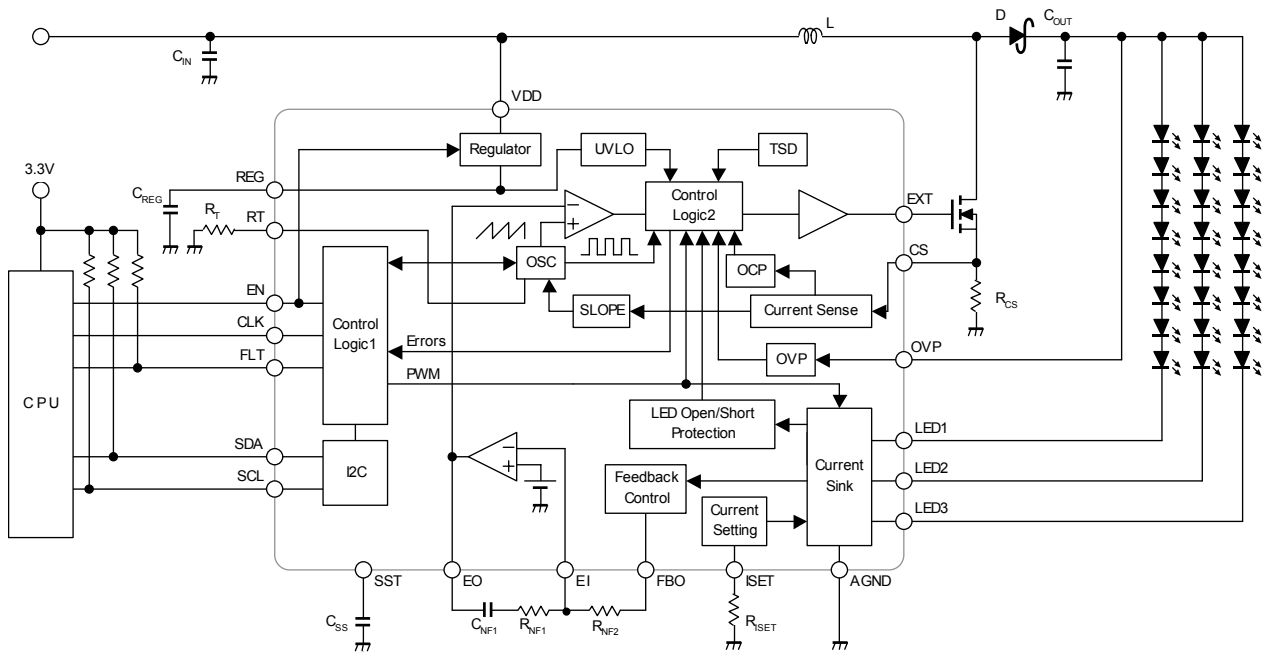 L
D
C_OUT
C_IN
VDD
3.3V
Regulator
UVLO
TSD
REG
C_REG
Control
Logic2
R_T
RT
EXT
OSC
CS
OCP
EN
SLOPE
Current Sense
R_CS
CLK
Control
Logic1
Errors
OVP
OVP
FLT
PWM
CPU
LED Open/Short
Protection
LED1
SDA
I2C
Feedback
Control
Current
Sink
LED2
SCL
Current
Setting
LED3
SST
EO
EI
FBO
ISET
AGND
C_SS
C_NF1
R_NF1
R_NF2
R_ISET